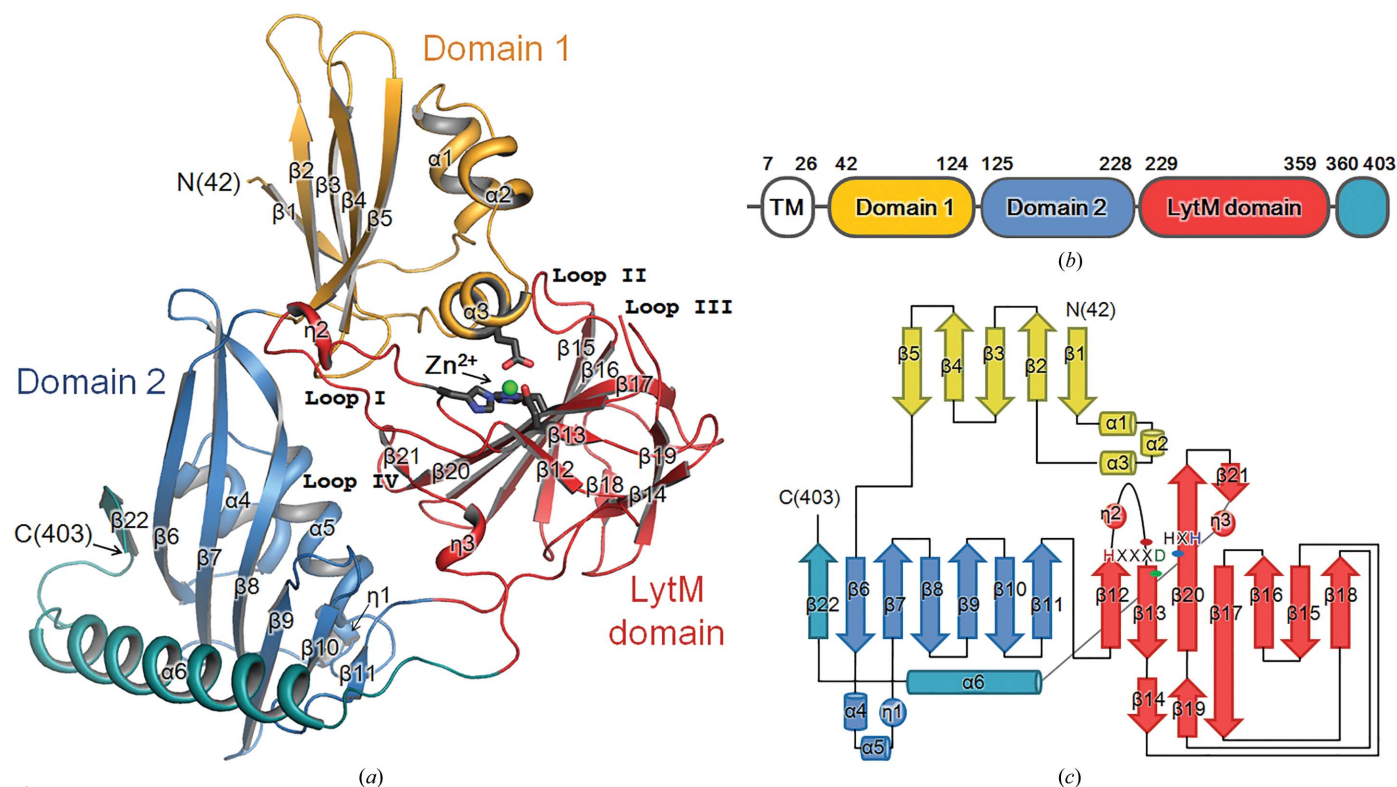 Domain 1
α1
β2
N(42)
β3
α2
β1
β4
β5
Loop II
Loop III
α3
η2
β15
Zn²⁺
β16
β17
Domain 2
Loop I
β13
β21
β19
β20
β12
Loop IV
β18
β14
α4
β22
α5
C(403)
β6
η3
β7
β8
LytM
domain
η1
β9
β10
α6
β11
(a)
7 26 42 124 125 228 229 359 360 403
TM Domain 1 Domain 2 LytM domain
(b)
N(42)
β5 β4 β3 β2 β1
α1
α2
α3
β21
C(403)
η2
η3
HXH
HXXXD
β22 β6 β7 β8 β9 β10 β11 β12 β13 β20 β17 β16 β15 β18
α6
α4 η1
β14 β19
α5
(c)